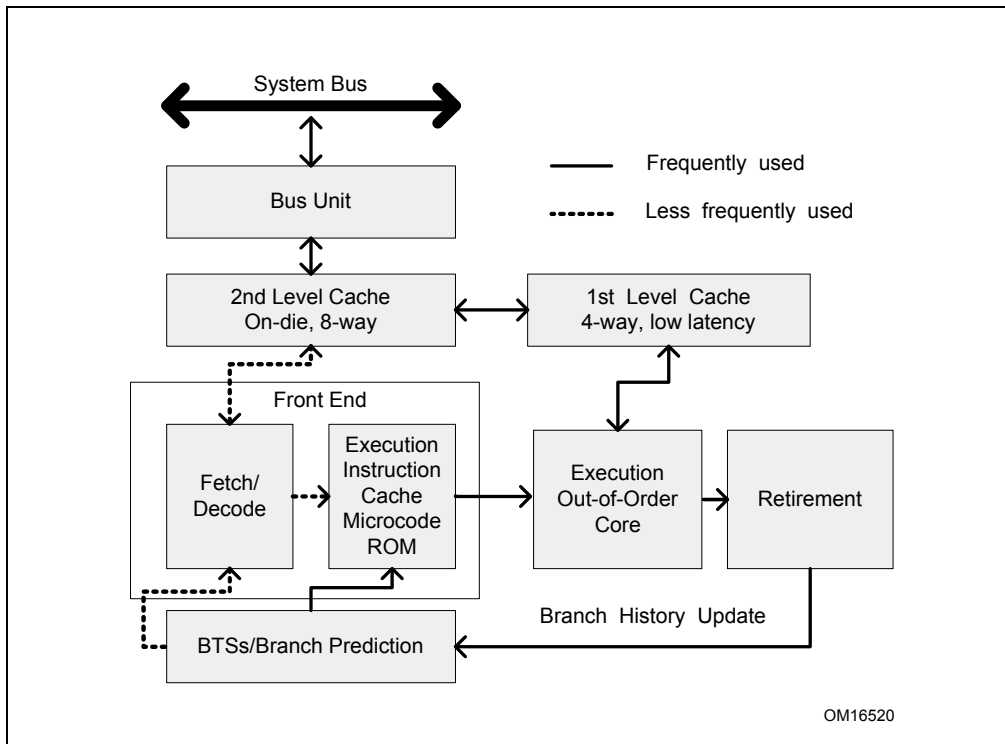 System Bus
Frequently used
Bus Unit
Less frequently used
2nd Level Cache
On-die, 8-way
1st Level Cache
4-way, low latency
Front End
Fetch/
Decode
Execution
Instruction
Cache
Microcode
ROM
Execution
Out-of-Order
Core
Retirement
Branch History Update
BTSs/Branch Prediction
OM16520